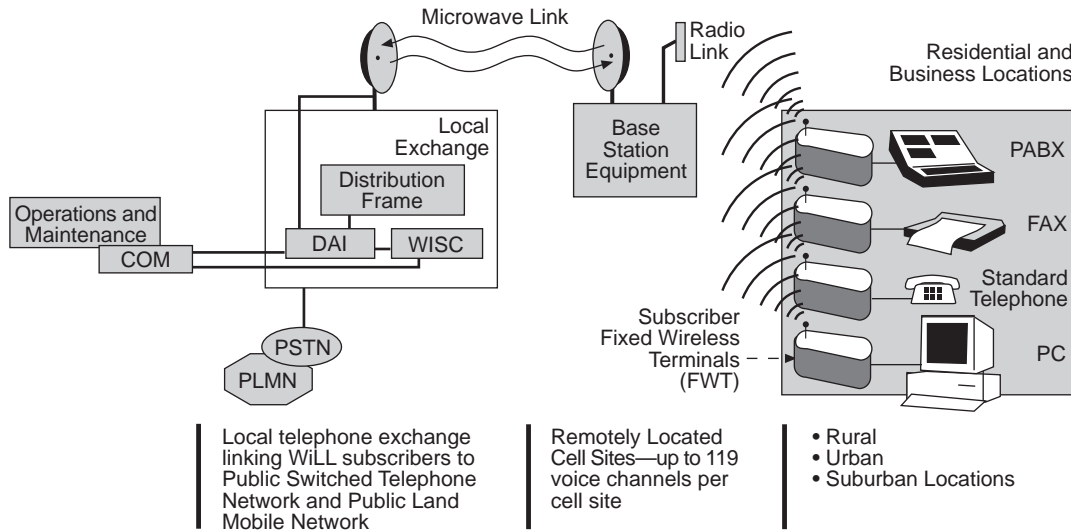 Microwave Link
Radio
Link
Residential and
Business Locations
Local
Exchange
Base
Station
Equipment
PABX
Distribution
Frame
Operations and
Maintenance
COM
DAI
WISC
FAX
Standard
Telephone
Subscriber
Fixed Wireless
Terminals
(FWT)
PC
PSTN
PLMN
Local telephone exchange
linking WiLL subscribers to
Public Switched Telephone
Network and Public Land
Mobile Network
Remotely Located
Cell Sites—up to 119
voice channels per
cell site
• Rural
• Urban
• Suburban Locations